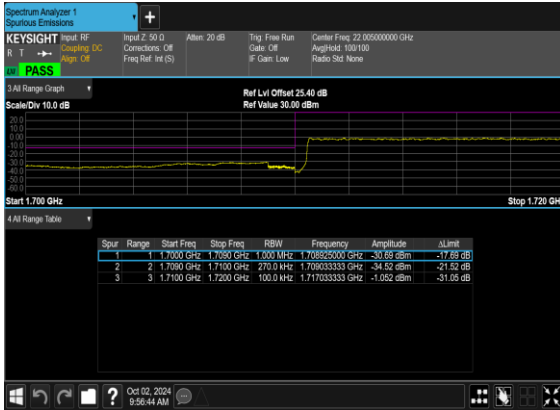 Spectrum Analyzer 1
Spurious Emissions
KEYSIGHT Input: RF Input Z: 50 Ω Atten: 20 dB Trig: Free Run Center Freq: 22.005000000 GHz
R T Coupling: DC Corrections: Off Gate: Off Avg|Hold: 100/100
Align: Off Freq Ref: Int (S) IF Gain: Low Radio Std: None
PASS
3 All Range Graph
Ref Lvl Offset 25.40 dB
Scale/Div 10.0 dB Ref Value 30.00 dBm
20.0
10.0
0.00
-10.0
-20.0
-30.0
-40.0
-50.0
-60.0
Start 1.700 GHz Stop 1.720 GH
4 All Range Table
Spur Range Start Freq Stop Freq RBW Frequency Amplitude ΔLimit
1 1 1.7000 GHz 1.7090 GHz 1.000 MHz 1.708925000 GHz -30.69 dBm -17.69 dB
2 2 1.7090 GHz 1.7100 GHz 270.0 kHz 1.709033333 GHz -34.52 dBm -21.52 dB
3 3 1.7100 GHz 1.7200 GHz 100.0 kHz 1.717033333 GHz -1.052 dBm -31.05 dB
? Oct 02, 2024
9:56:44 AM